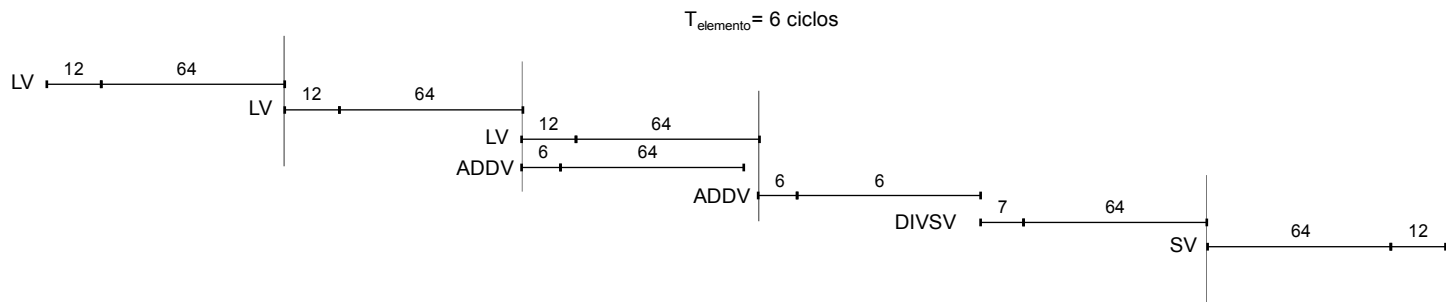 T_elemento= 6 ciclos
LV 12 64
LV 12 64
LV 12 64
ADDV 6 64
ADDV 6 6
DIVSV 7 64
SV 64 12